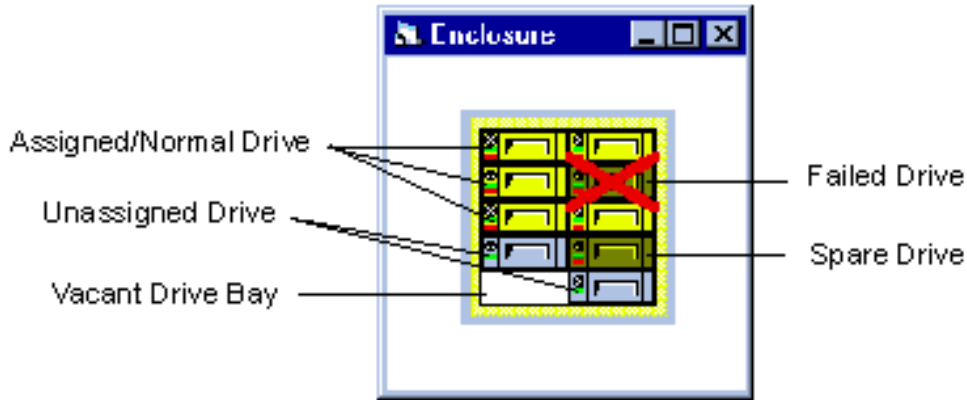 Enclosure
Assigned/Normal Drive
Failed Drive
Unassigned Drive
Spare Drive
Vacant Drive Bay